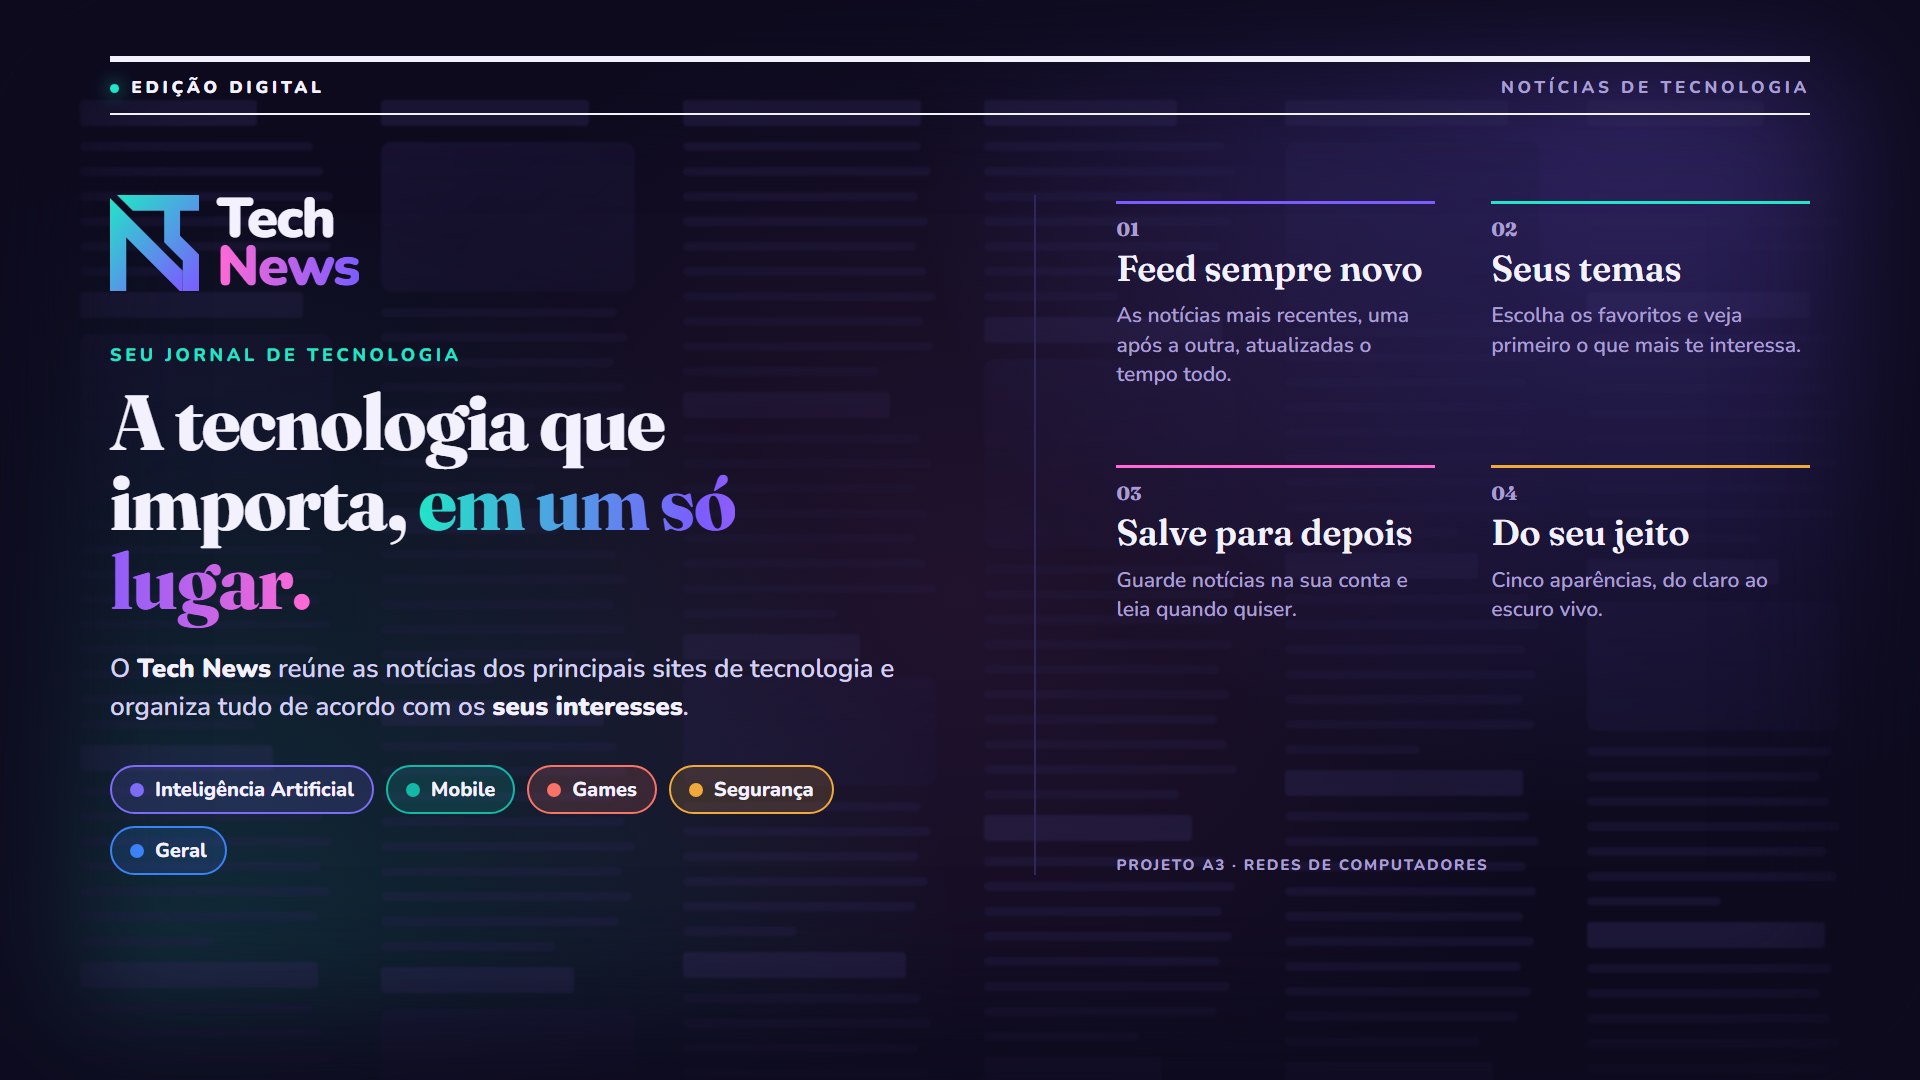 EDIÇÃO DIGITAL
NOTÍCIAS DE TECNOLOGIA
Tech
News
SEU JORNAL DE TECNOLOGIA
A tecnologia que
importa, em um só
lugar.
O Tech News reúne as notícias dos principais sites de tecnologia e
organiza tudo de acordo com os seus interesses.
Inteligência Artificial
Mobile
Games
Segurança
Geral
01
Feed sempre novo
As notícias mais recentes, uma
após a outra, atualizadas o
tempo todo.
02
Seus temas
Escolha os favoritos e veja
primeiro o que mais te interessa.
03
Salve para depois
Guarde notícias na sua conta e
leia quando quiser.
04
Do seu jeito
Cinco aparências, do claro ao
escuro vivo.
PROJETO A3 · REDES DE COMPUTADORES